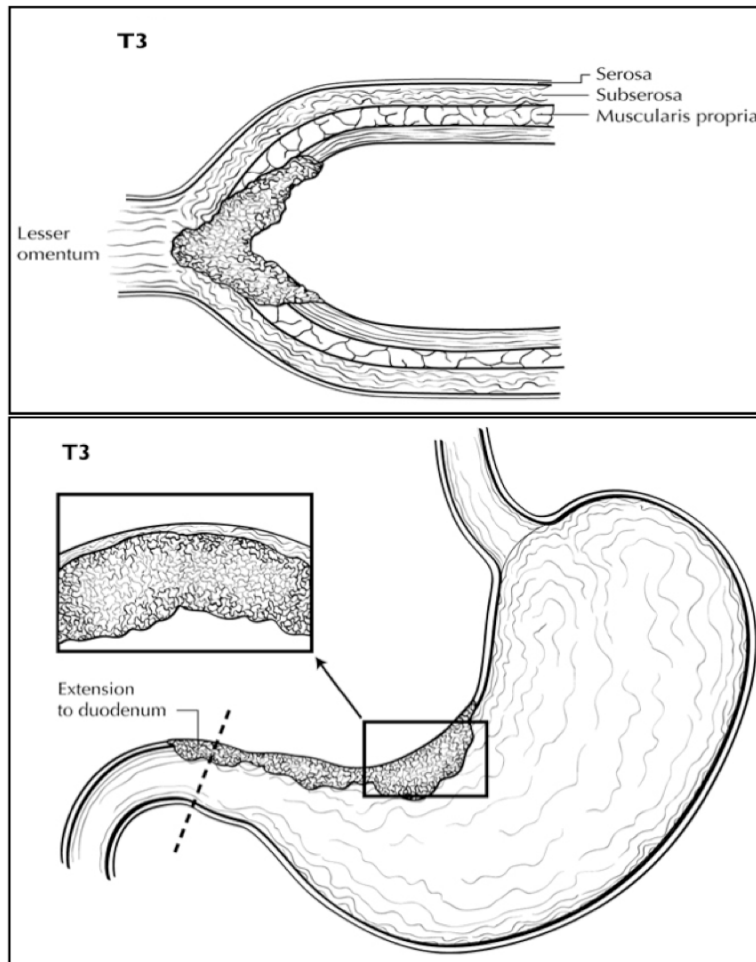 T3
Serosa
Subserosa
Muscularis propria
Lesser
omentum
T3
Extension
to duodenum